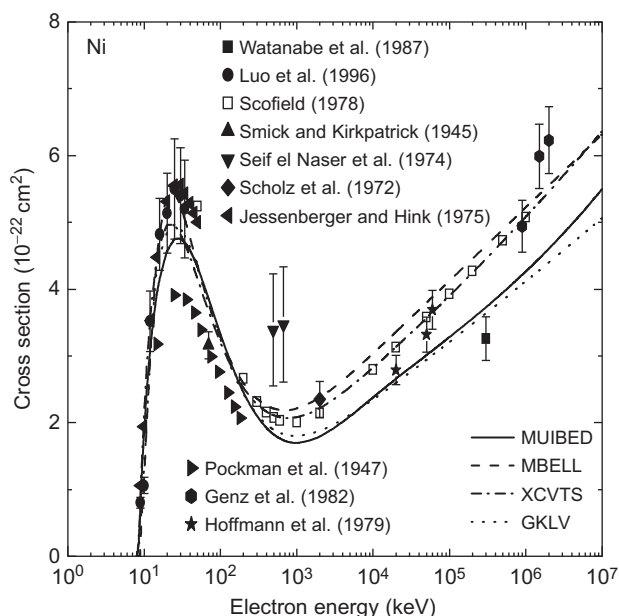 Ni
Watanabe et al. (1987)
Luo et al. (1996)
Scofield (1978)
Smick and Kirkpatrick (1945)
Seif el Naser et al. (1974)
Scholz et al. (1972)
Jessenberger and Hink (1975)
8
6
4
2
0
Cross section (10⁻²² cm²)
Pockman et al. (1947)
Genz et al. (1982)
Hoffmann et al. (1979)
MUIBED
MBELL
XCVTS
GKLV
10⁰ 10¹ 10² 10³ 10⁴ 10⁵ 10⁶ 10⁷
Electron energy (keV)